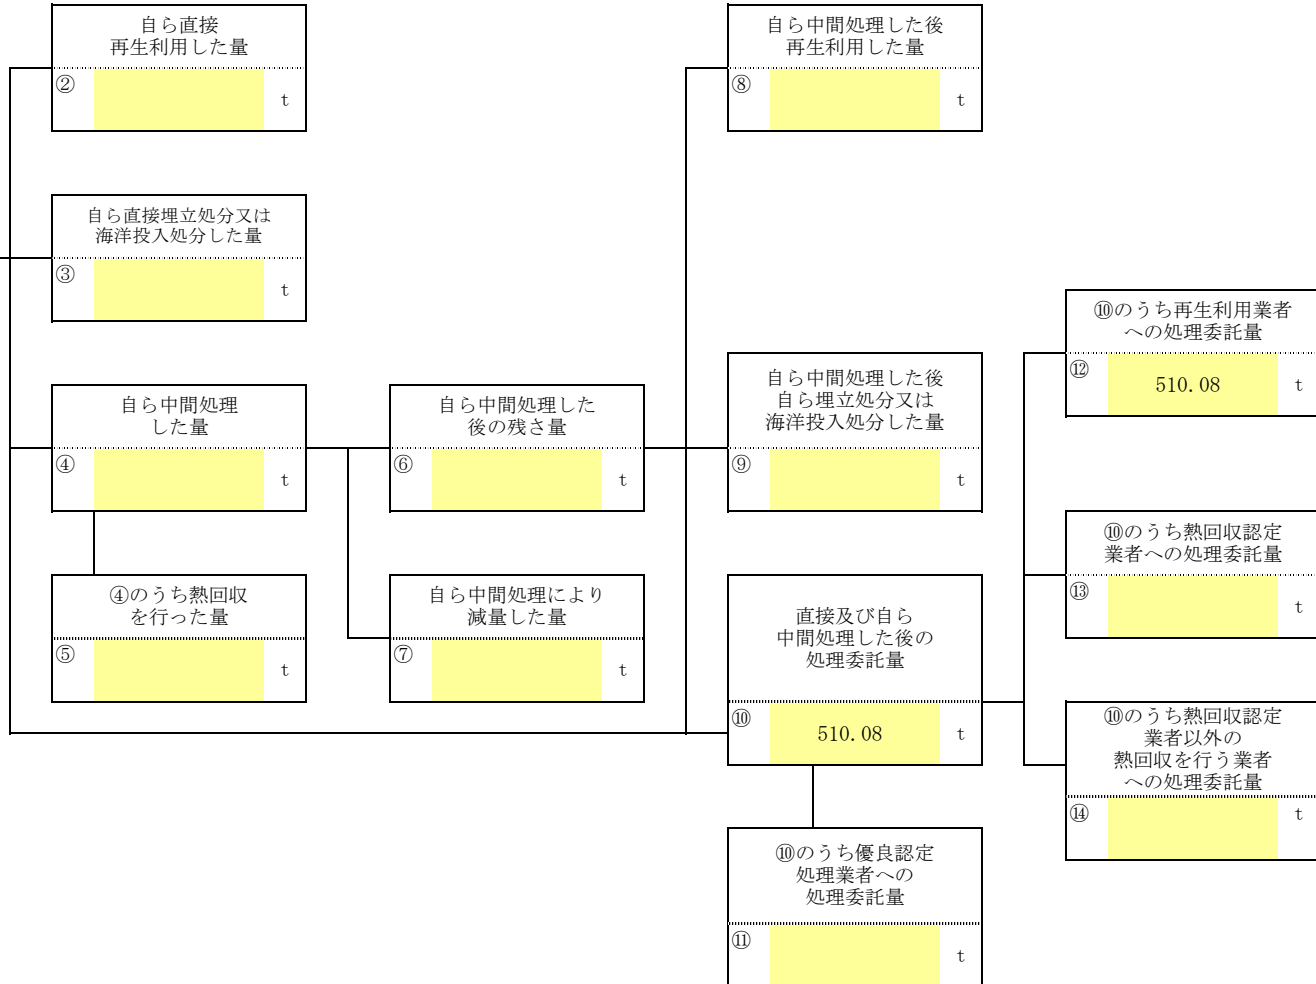 自ら直接
再生利用した量
②
t
自ら中間処理した後
再生利用した量
⑧
t
自ら直接埋立処分又は
海洋投入処分した量
③
t
⑩のうち再生利用業者
への処理委託量
⑫
510.08
t
自ら中間処理
した量
④
t
自ら中間処理した
後の残さ量
⑥
t
自ら中間処理した後
自ら埋立処分又は
海洋投入処分した量
⑨
t
⑩のうち熱回収認定
業者への処理委託量
⑬
t
④のうち熱回収
を行った量
⑤
t
自ら中間処理により
減量した量
⑦
t
直接及び自ら
中間処理した後の
処理委託量
⑩
510.08
t
⑩のうち熱回収認定
業者以外の
熱回収を行う業者
への処理委託量
⑭
t
⑩のうち優良認定
処理業者への
処理委託量
⑪
t